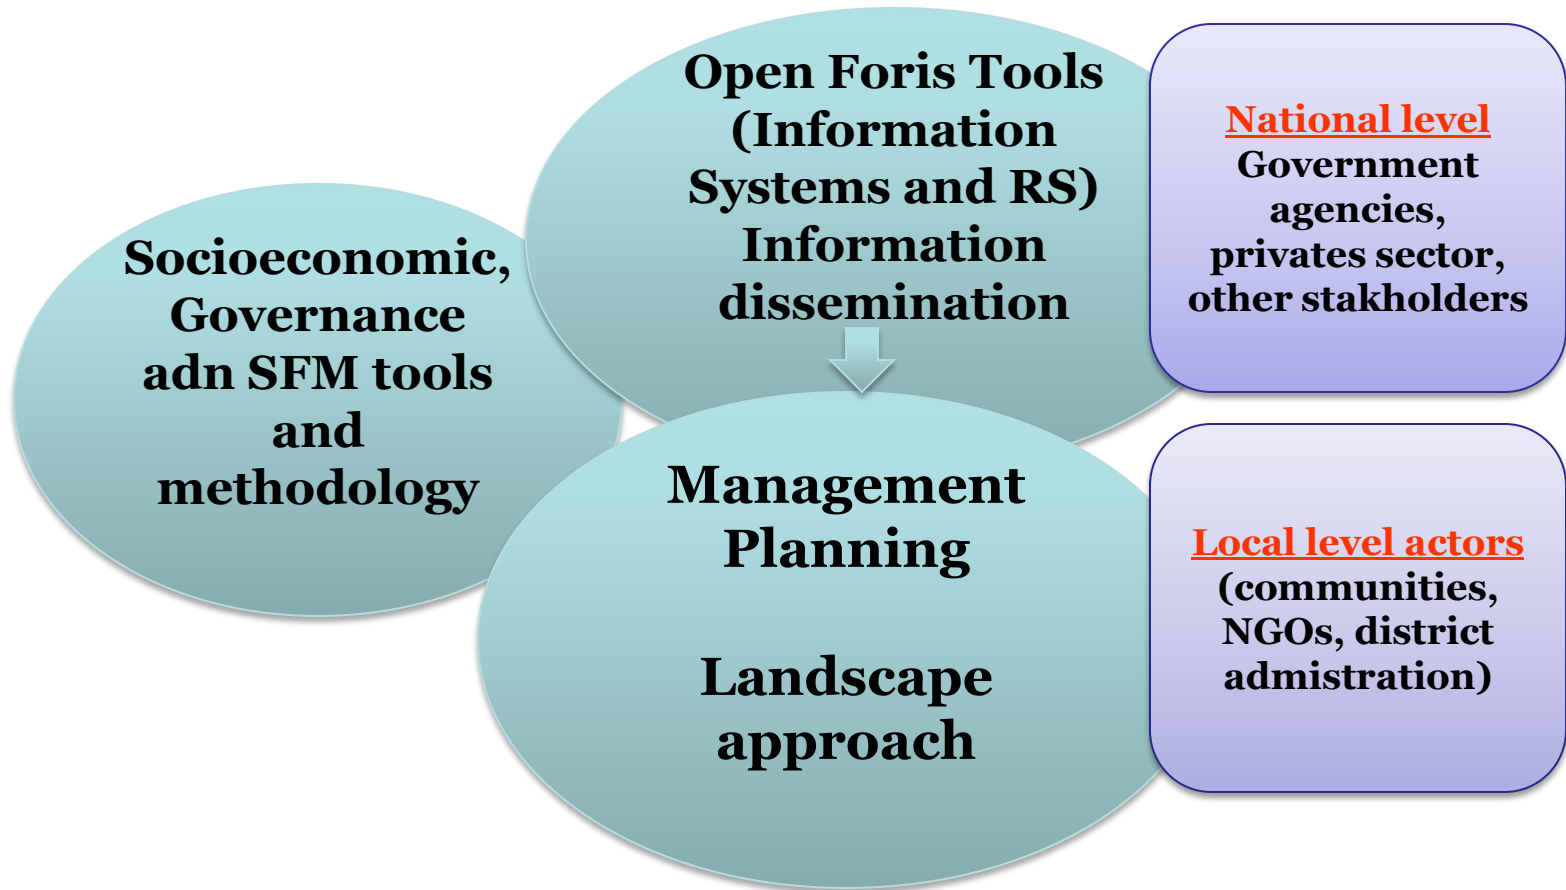 Open Foris Tools
(Information
Systems and RS)
Information
dissemination
National level
Government
agencies,
privates sector,
other stakholders
Socioeconomic,
Governance
adn SFM tools
and
methodology
Management
Planning
Landscape
approach
Local level actors
(communities,
NGOs, district
admistration)